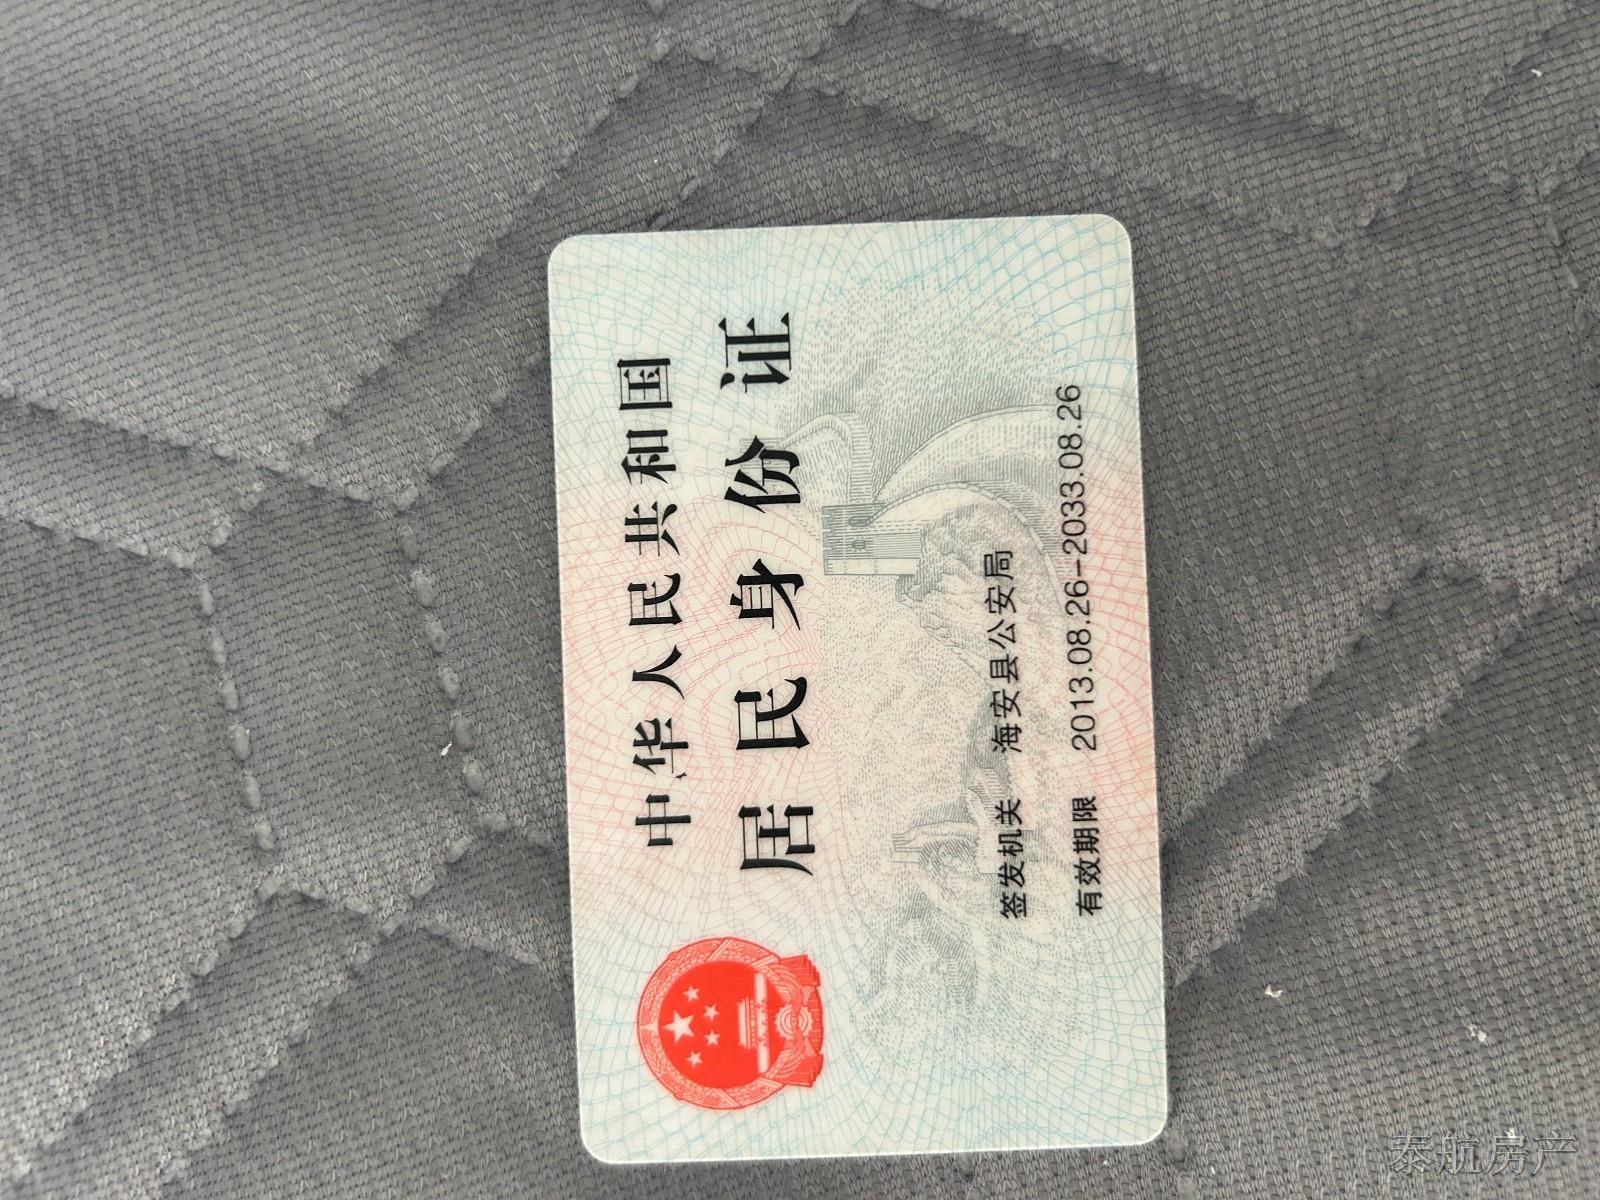 中华人民共和国
居民身份证
签发机关 海安县公安局
有效期限 2013.08.26-2033.08.26
泰航房产